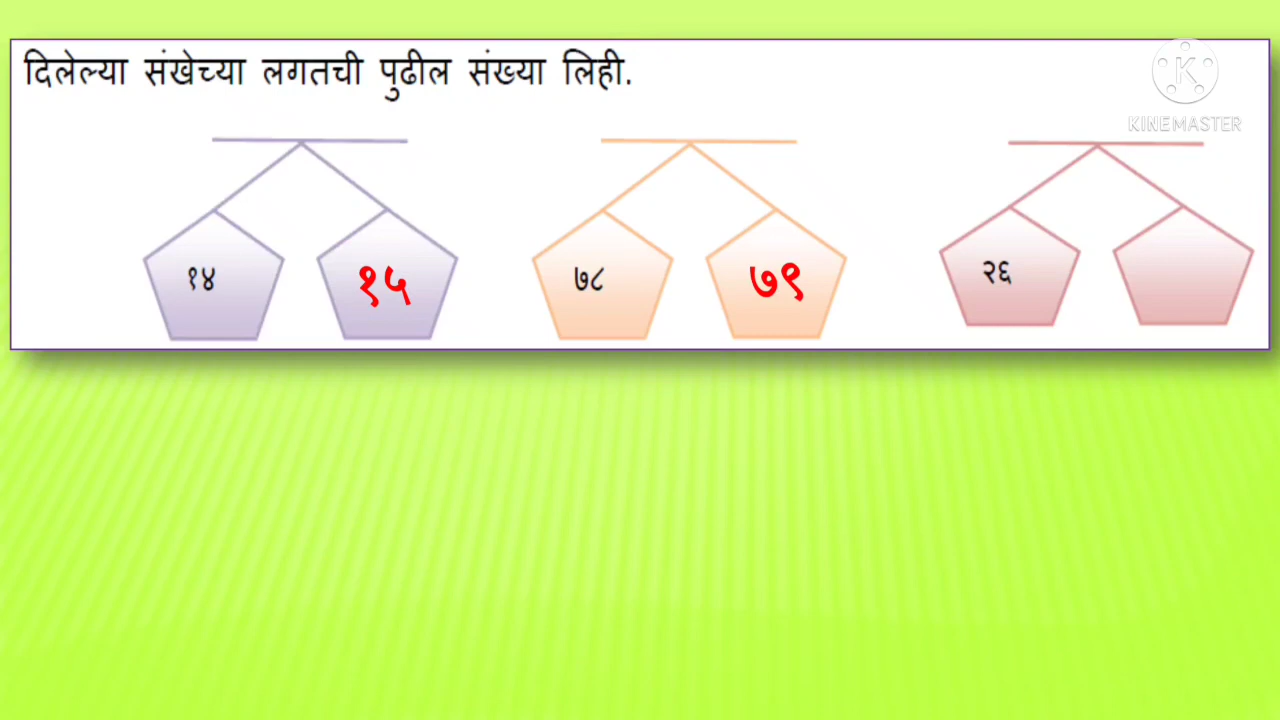 दिलेल्या संखेच्या लगतची पुढील संख्या लिही.
K
KINEMASTER
१४ १५ ७८ ७९ २६